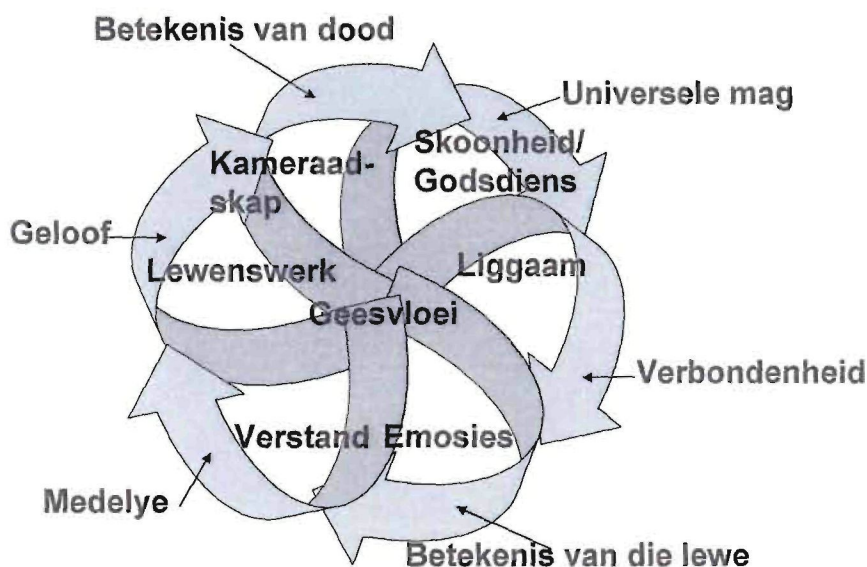 Betekenis van dood
Universele mag
Skoonheid/
Godsdiens
Kameraad-
skap
Geloof
Lewenswerk
Liggaam
Geesvloei
Verbondenheid
Verstand Emosies
Medelye
Betekenis van die lewe